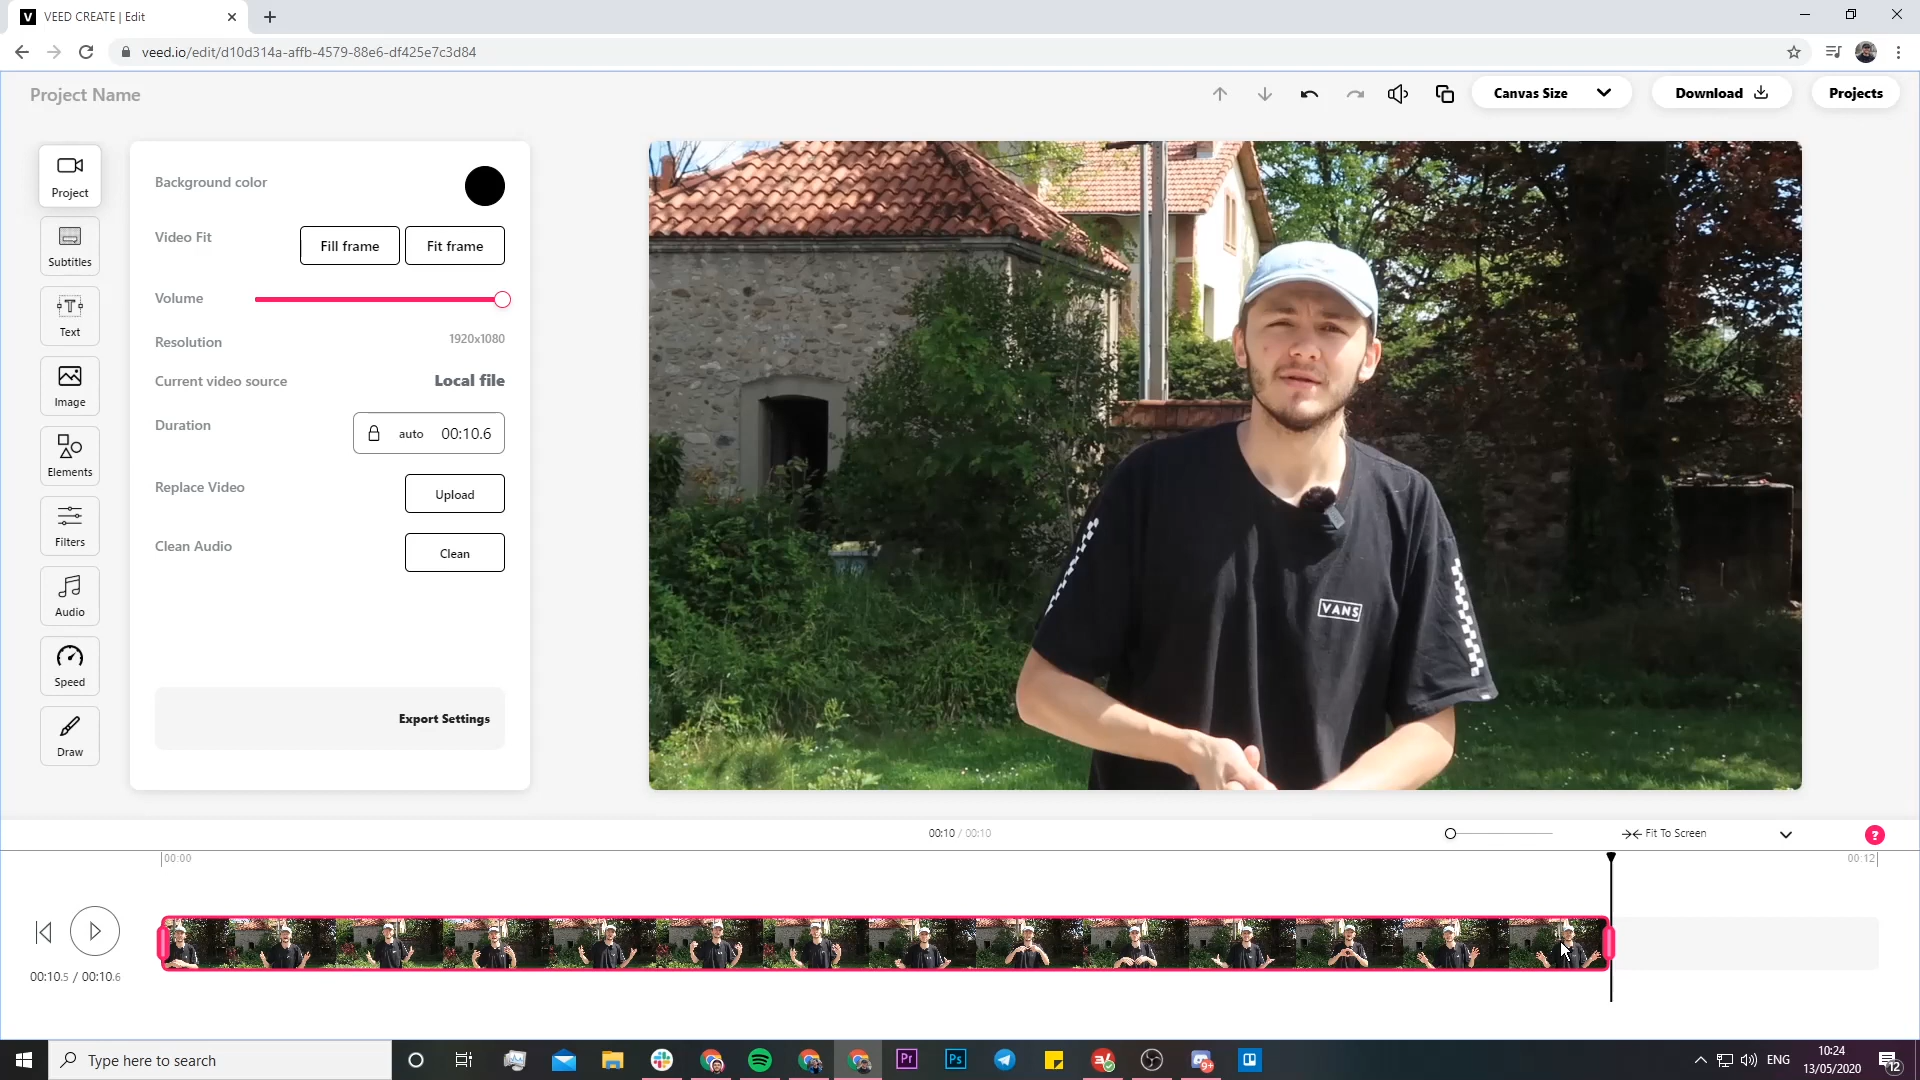 VEED CREATE | Edit
veed.io/edit/d10d314a-affb-4579-88e6-df425e7c3d84
Project Name
Canvas Size
Download
Projects
Project
Subtitles
Text
Image
Elements
Filters
Audio
Speed
Draw
Background color
Video Fit
Fill frame
Fit frame
Volume
Resolution
1920x1080
Current video source
Local file
Duration
auto 00:10.6
Replace Video
Upload
Clean Audio
Clean
Export Settings
VANS
00:10 / 00:10
Fit To Screen
?
00:00
00:12
00:10.5 / 00:10.6
Type here to search
Pr
Ps
9+
ENG
10:24
13/05/2020
12